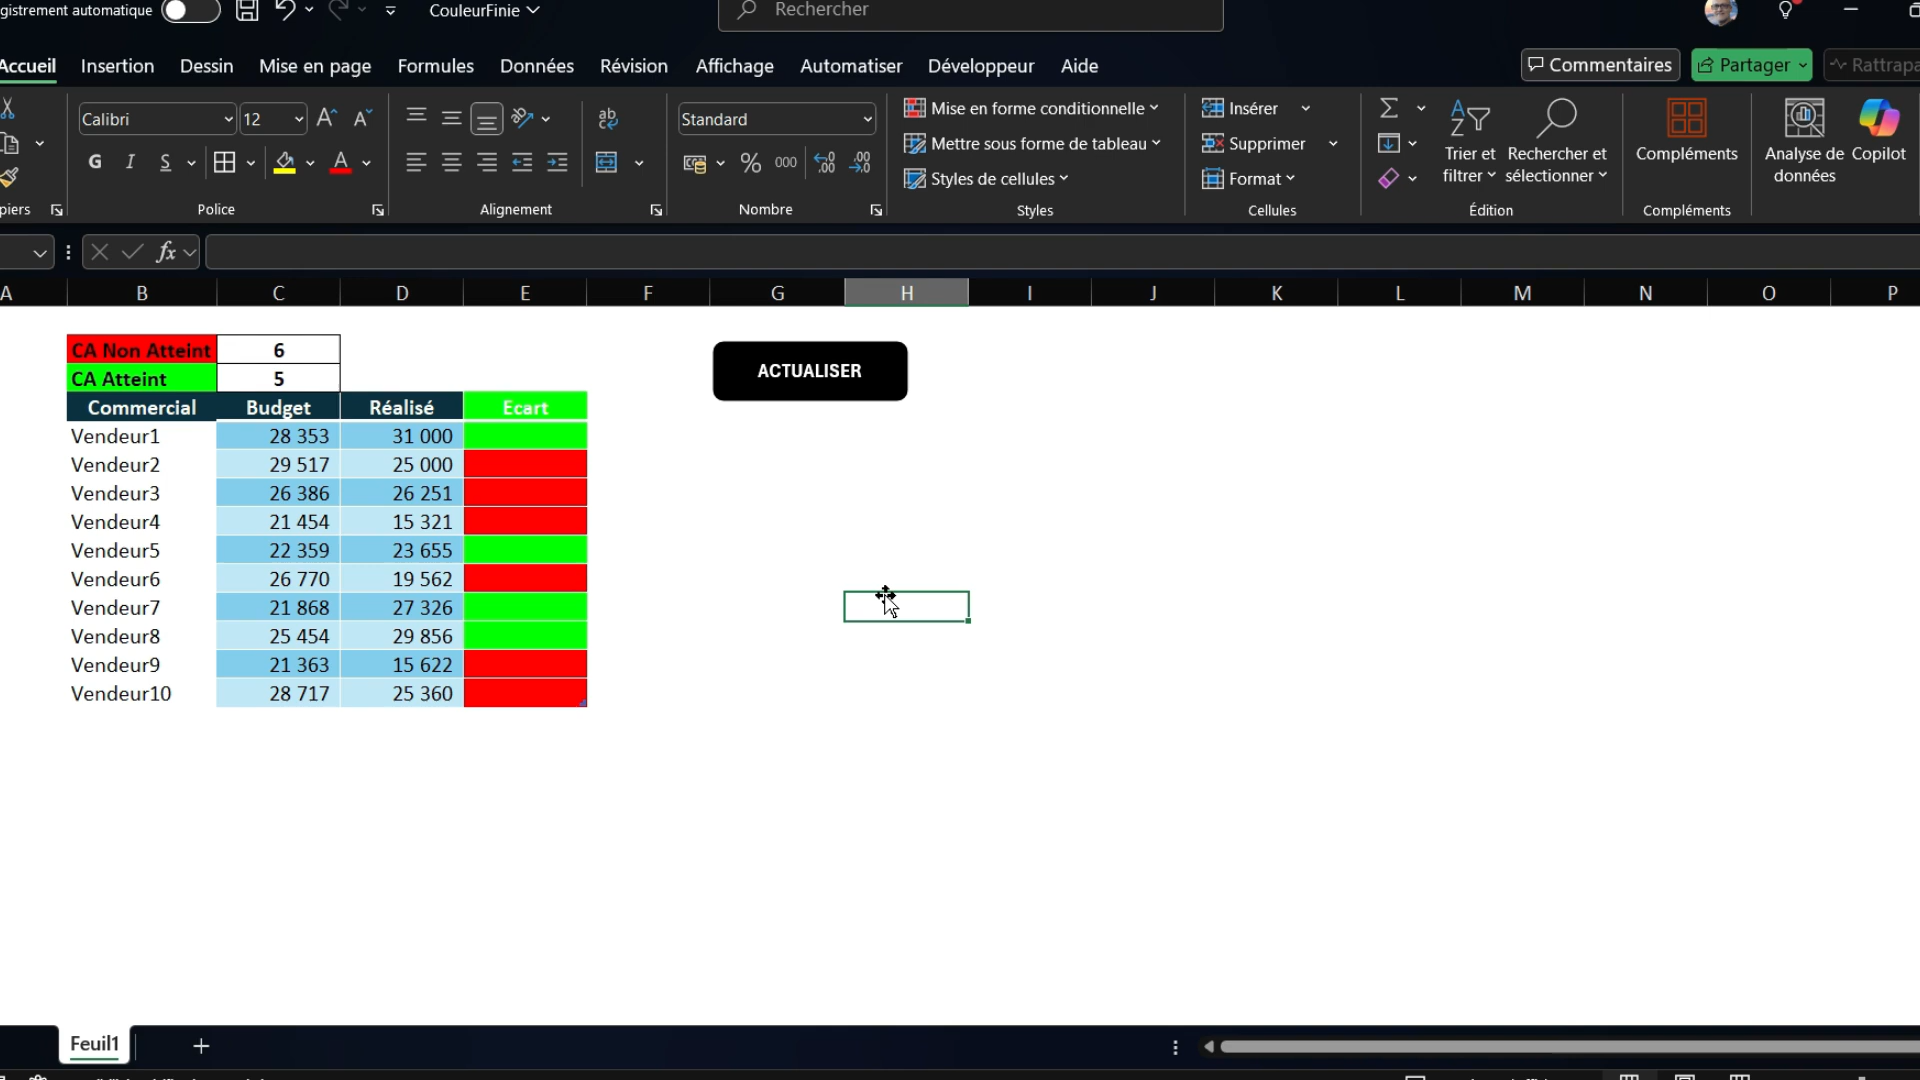 gistrement automatique
CouleurFinie
Rechercher
Accueil Insertion Dessin Mise en page Formules Données Révision Affichage Automatiser Développeur Aide
Commentaires Partager
Calibri 12
G I S
Police
Alignement
Standard
% 000
Nombre
Mise en forme conditionnelle
Mettre sous forme de tableau
Styles de cellules
Styles
Insérer
Supprimer
Format
Cellules
Trier et filtrer
Rechercher et sélectionner
Édition
Compléments
Compléments
Analyse de données
Copilot
fx
A B C D E F G H I J K L M N O P
CA Non Atteint 6
CA Atteint 5
ACTUALISER
Commercial Budget Réalisé Ecart
Vendeur1 28 353 31 000
Vendeur2 29 517 25 000
Vendeur3 26 386 26 251
Vendeur4 21 454 15 321
Vendeur5 22 359 23 655
Vendeur6 26 770 19 562
Vendeur7 21 868 27 326
Vendeur8 25 454 29 856
Vendeur9 21 363 15 622
Vendeur10 28 717 25 360
Feuil1